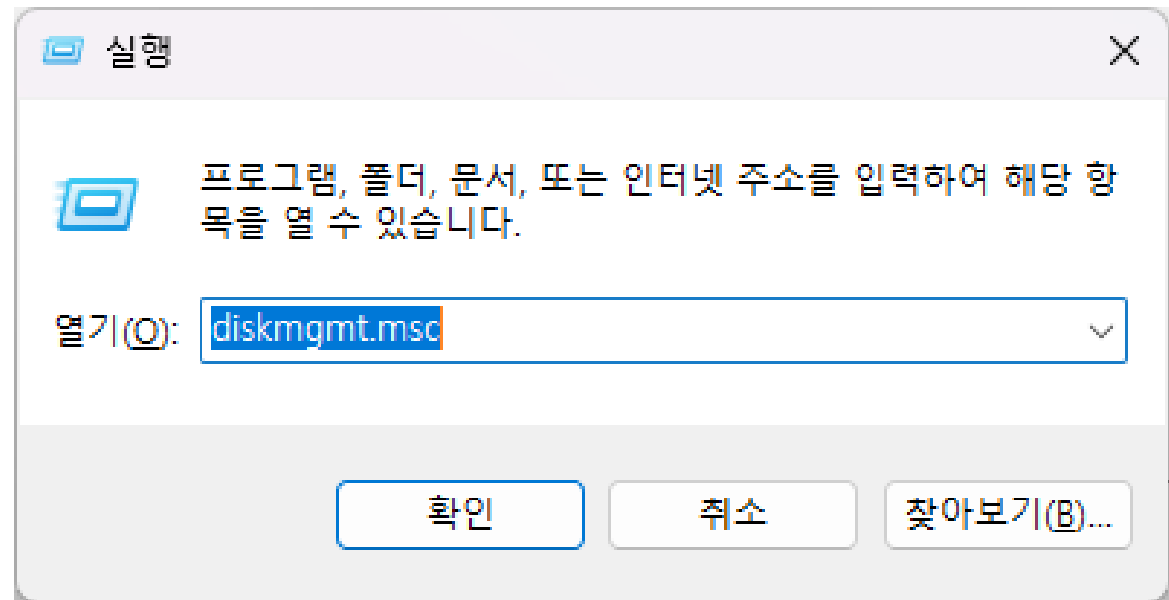 실행
프로그램, 폴더, 문서, 또는 인터넷 주소를 입력하여 해당 항
목을 열 수 있습니다.
열기(O): diskmgmt.msc
확인 취소 찾아보기(B)...